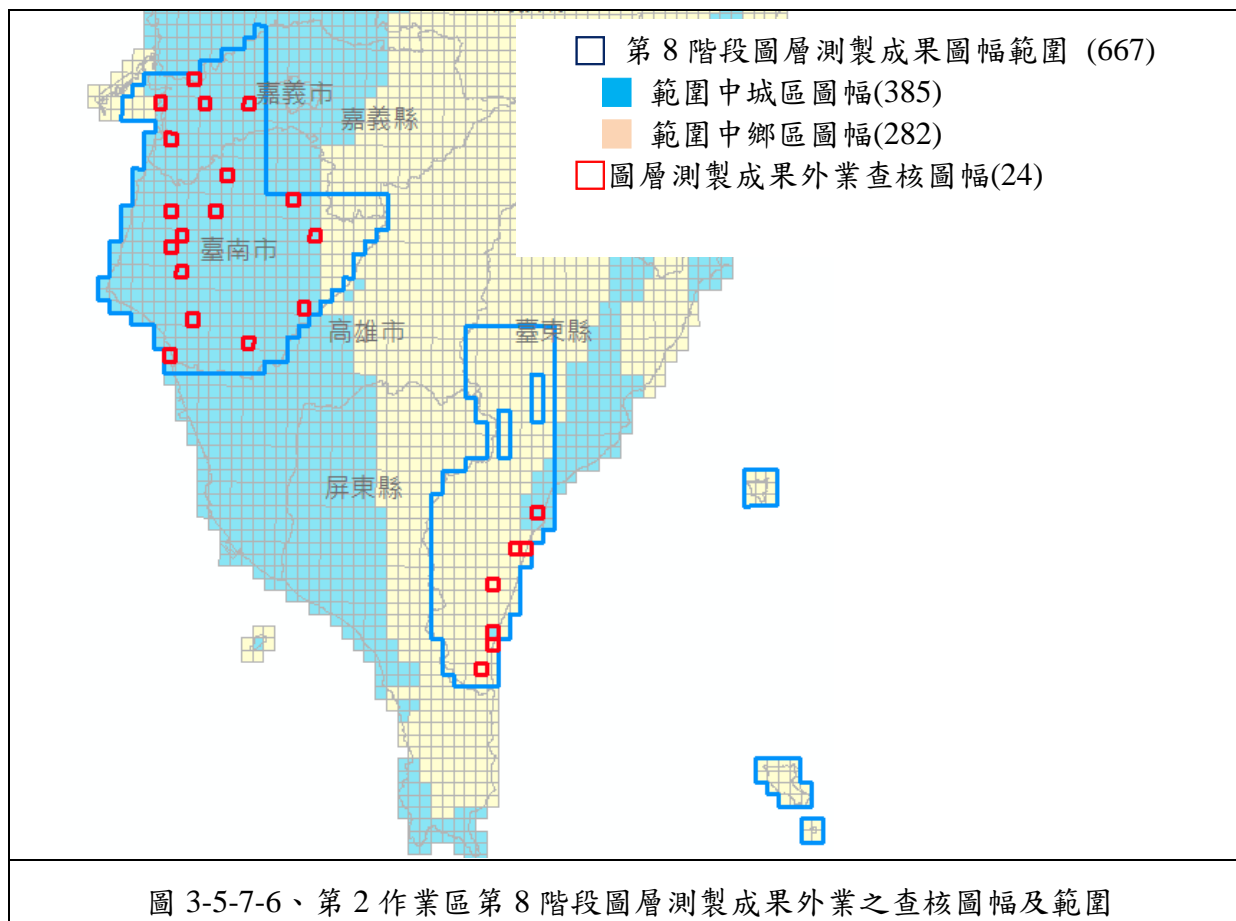 第 8 階段圖層測製成果圖幅範圍 (667)
範圍中城區圖幅(385)
範圍中鄉區圖幅(282)
圖層測製成果外業查核圖幅(24)
嘉義市
嘉義縣
臺南市
高雄市
臺東縣
屏東縣
圖 3-5-7-6、第 2 作業區第 8 階段圖層測製成果外業之查核圖幅及範圍